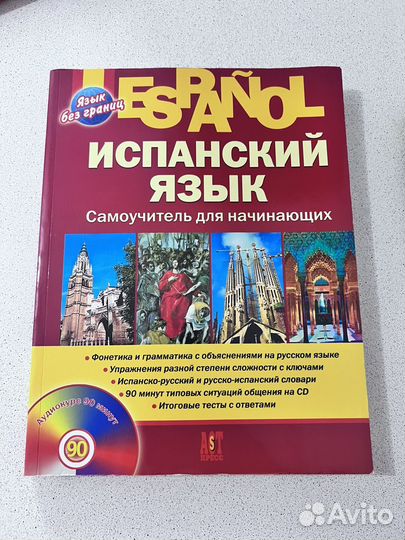 Язык
без границ
ESPAÑOL
ИСПАНСКИЙ
ЯЗЫК
Самоучитель для начинающих
• Фонетика и грамматика с объяснениями на русском языке
• Упражнения разной степени сложности с ключами
• Испанско-русский и русско-испанский словари
• 90 минут типовых ситуаций общения на CD
• Итоговые тесты с ответами
Аудиокурс 90 минут
90
AST
ПРЕСС
Avito